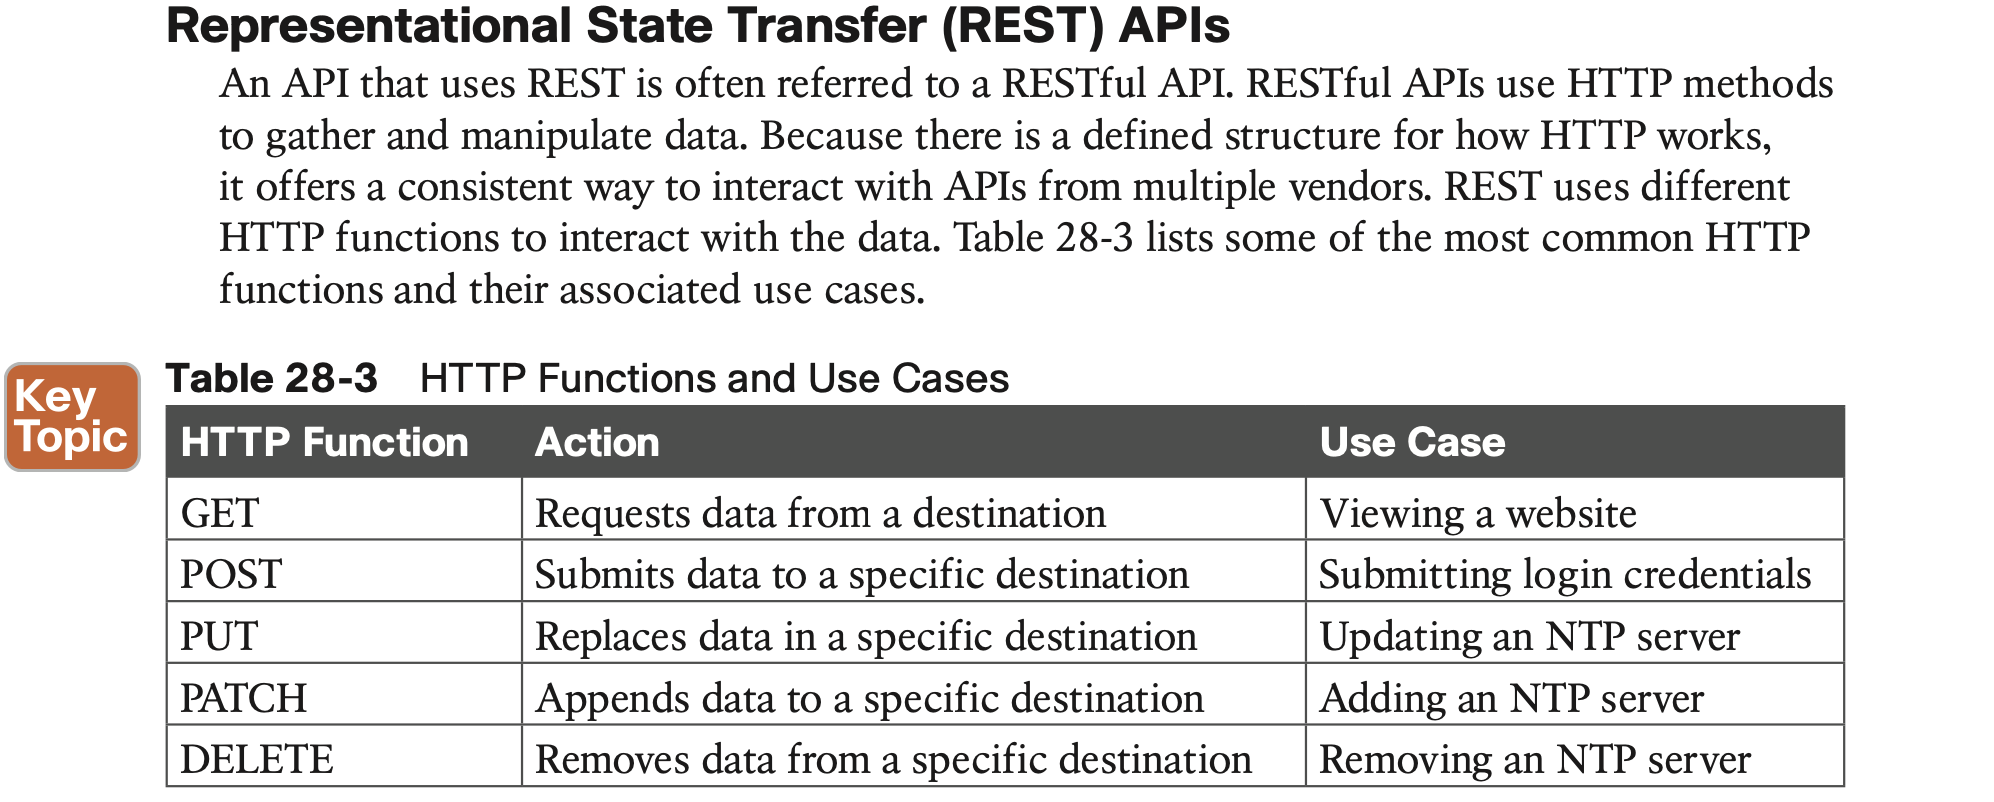 Representational State Transfer (REST) APIs
An API that uses REST is often referred to a RESTful API. RESTful APIs use HTTP methods
to gather and manipulate data. Because there is a defined structure for how HTTP works,
it offers a consistent way to interact with APIs from multiple vendors. REST uses different
HTTP functions to interact with the data. Table 28-3 lists some of the most common HTTP
functions and their associated use cases.
Key
Topic
Table 28-3 HTTP Functions and Use Cases
HTTP Function Action Use Case
GET Requests data from a destination Viewing a website
POST Submits data to a specific destination Submitting login credentials
PUT Replaces data in a specific destination Updating an NTP server
PATCH Appends data to a specific destination Adding an NTP server
DELETE Removes data from a specific destination Removing an NTP server